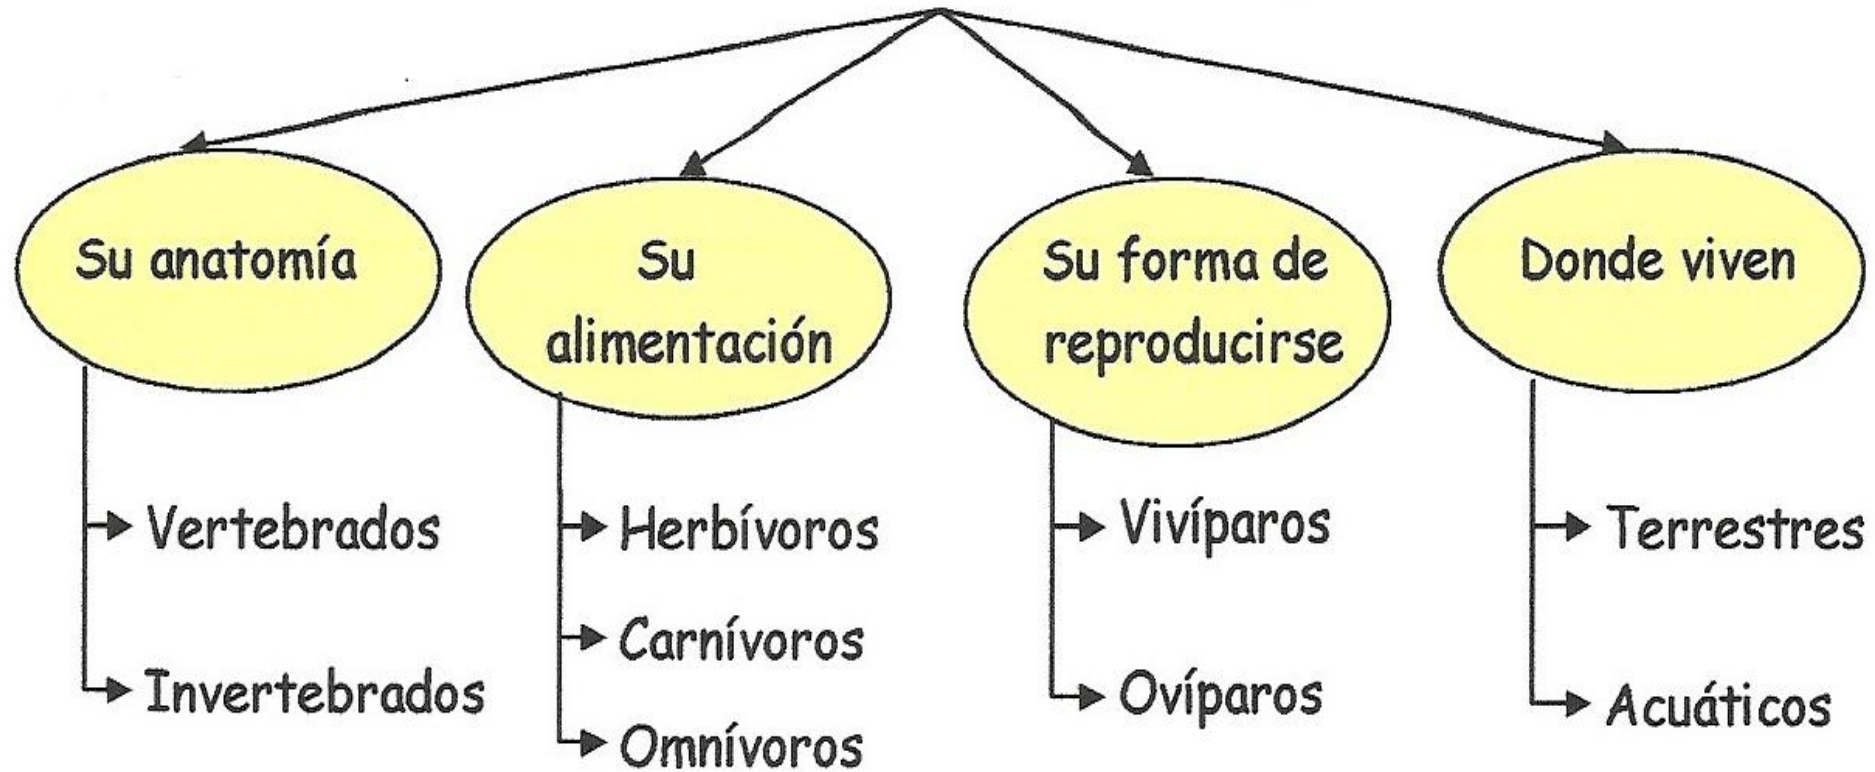 Su anatomía
Vertebrados
Invertebrados
Su
alimentación
Herbívoros
Carnívoros
Omnívoros
Su forma de
reproducirse
Vivíparos
Ovíparos
Donde viven
Terrestres
Acuáticos